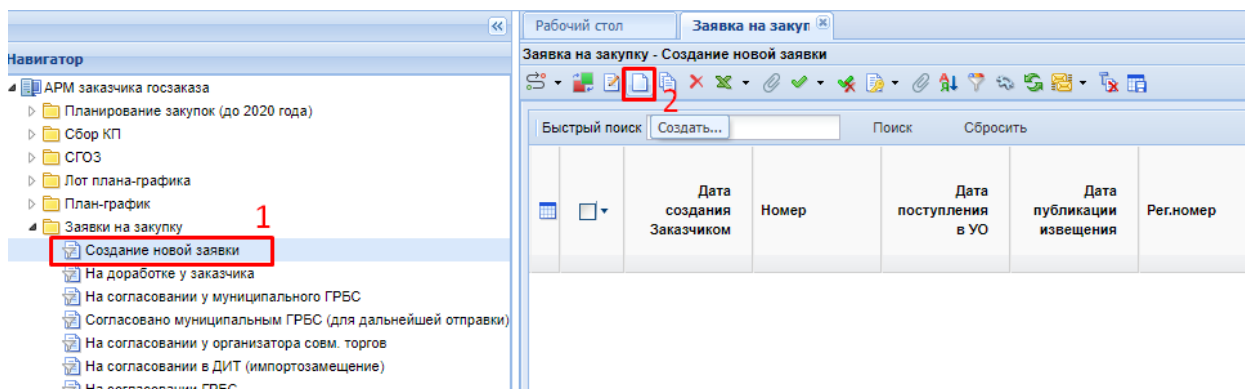 Навигатор
АРМ заказчика госзаказа
Планирование закупок (до 2020 года)
Сбор КП
СГОЗ
Лот плана-графика
План-график
Заявки на закупку
1
Создание новой заявки
На доработке у заказчика
На согласовании у муниципального ГРБС
Согласовано муниципальным ГРБС (для дальнейшей отправки)
На согласовании у организатора совм. торгов
На согласовании в ДИТ (импортозамещение)
На согласовании ГРБС
Рабочий стол
Заявка на закуп
Заявка на закупку - Создание новой заявки
2
Быстрый поиск
Создать...
Поиск
Сбросить
Дата
создания
Заказчиком
Номер
Дата
поступления
в УО
Дата
публикации
извещения
Рег.номер